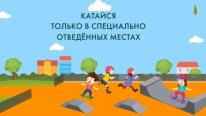 КАТАЙСЯ
ТОЛЬКО В СПЕЦИАЛЬНО
ОТВЕДЁННЫХ МЕСТАХ